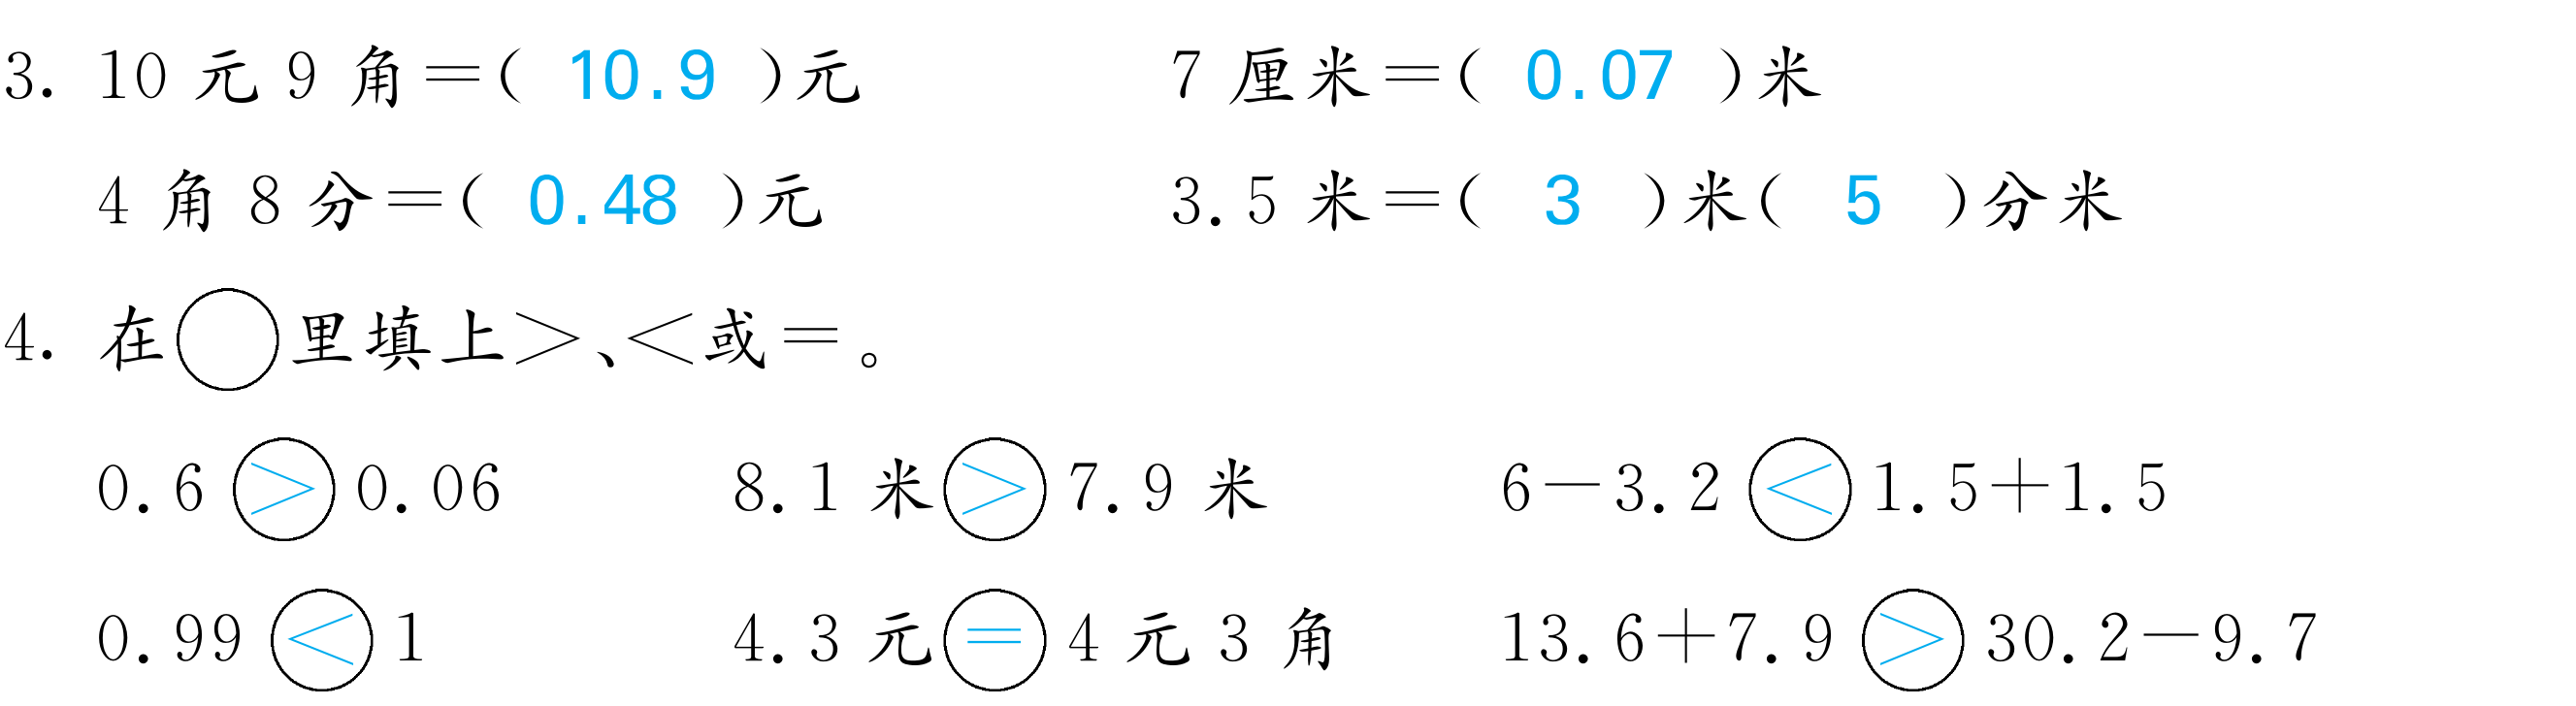 3. 10 元 9 角=( 10.9 )元 7 厘米=( 0.07 )米
4 角 8 分=( 0.48 )元 3.5 米=( 3 )米( 5 )分米
4. 在○里填上>、<或=。
0.6 > 0.06 8.1 米 > 7.9 米 6-3.2 < 1.5+1.5
0.99 < 1 4.3 元 = 4 元 3 角 13.6+7.9 > 30.2-9.7